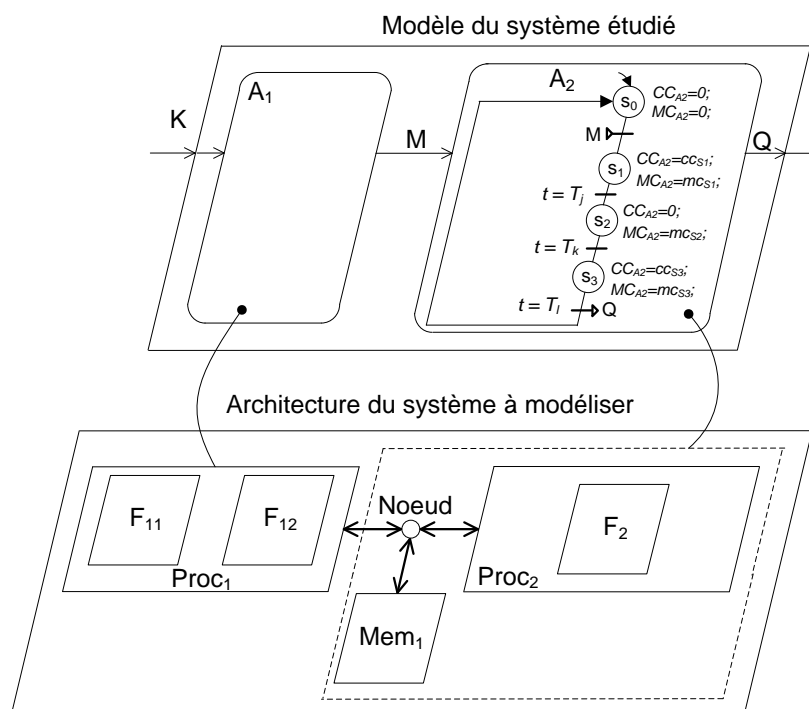 Modèle du système étudié
K
A1
M
A2
Q
s0
CCA2=0;
MCA2=0;
M
s1
CCA2=ccS1;
MCA2=mcS1;
t = Tj
s2
CCA2=0;
MCA2=mcS2;
t = Tk
s3
CCA2=ccS3;
MCA2=mcS3;
t = Tl
Q
Architecture du système à modéliser
F11
F12
Proc1
Noeud
F2
Proc2
Mem1